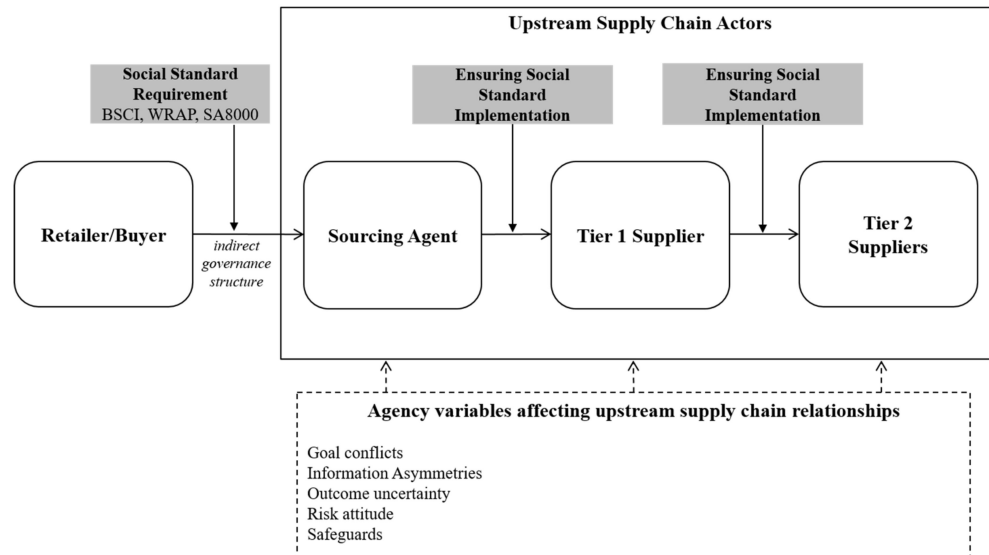 Upstream Supply Chain Actors
Social Standard
Requirement
BSCI, WRAP, SA8000
Ensuring Social
Standard
Implementation
Ensuring Social
Standard
Implementation
Retailer/Buyer
indirect
governance
structure
Sourcing Agent
Tier 1 Supplier
Tier 2
Suppliers
Agency variables affecting upstream supply chain relationships
Goal conflicts
Information Asymmetries
Outcome uncertainty
Risk attitude
Safeguards